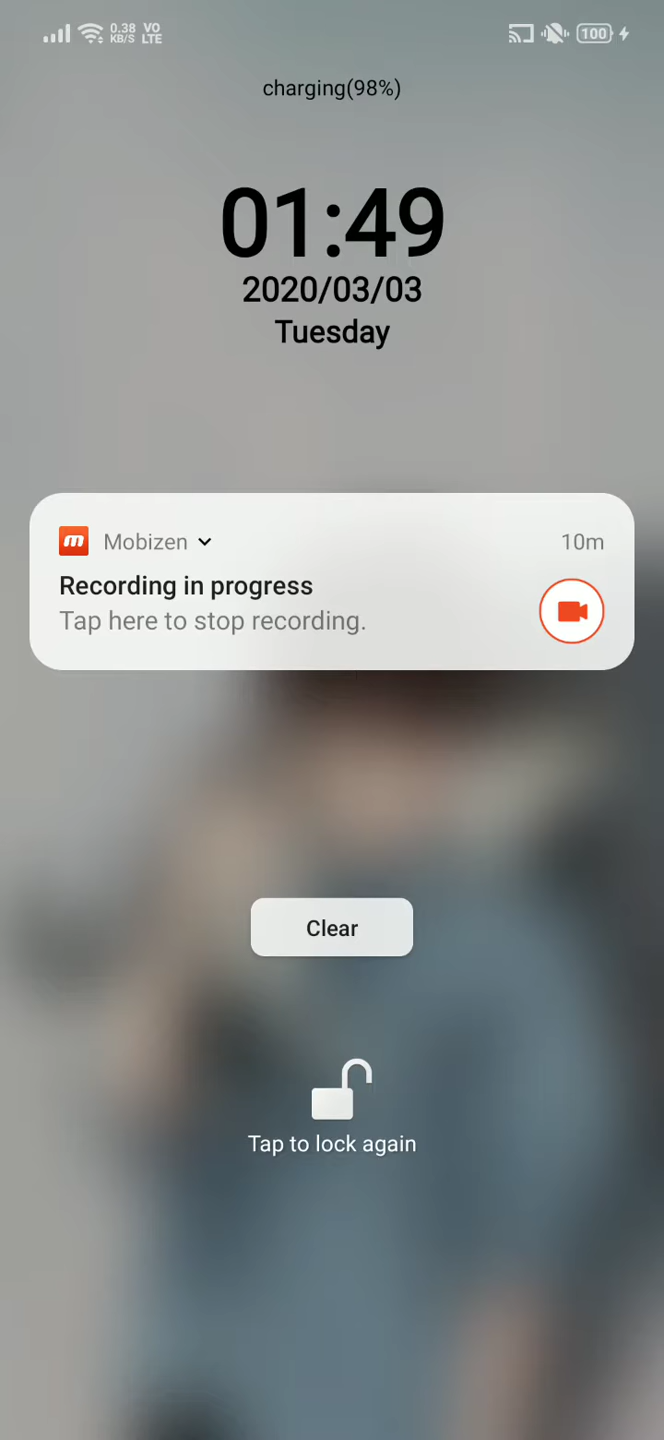 0.38 KB/S VO LTE 100
charging(98%)
01:49
2020/03/03
Tuesday
m Mobizen 10m
Recording in progress
Tap here to stop recording.
Clear
Tap to lock again